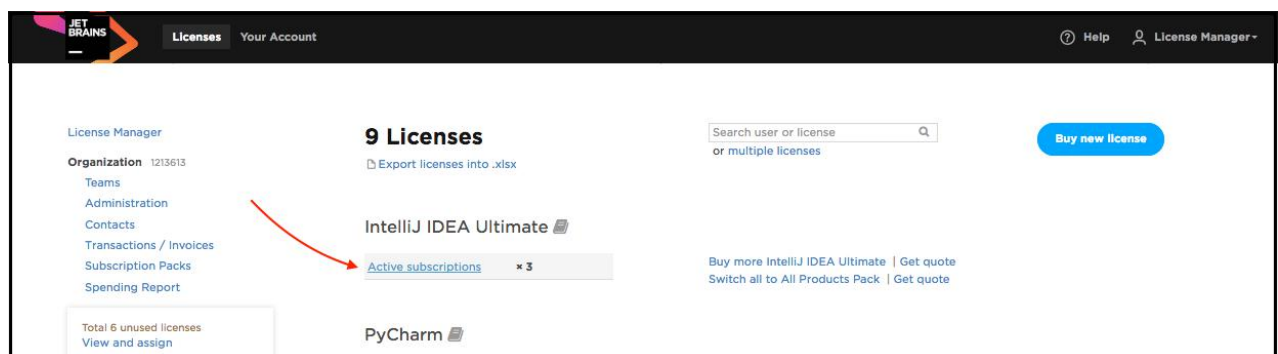 JET
BRAINS
Licenses Your Account
Help License Manager
License Manager
Organization 1213613
Teams
Administration
Contacts
Transactions / Invoices
Subscription Packs
Spending Report
Total 6 unused licenses
View and assign
9 Licenses
Export licenses into .xlsx
Search user or license
or multiple licenses
Buy new license
IntelliJ IDEA Ultimate
Active subscriptions × 3
Buy more IntelliJ IDEA Ultimate | Get quote
Switch all to All Products Pack | Get quote
PyCharm